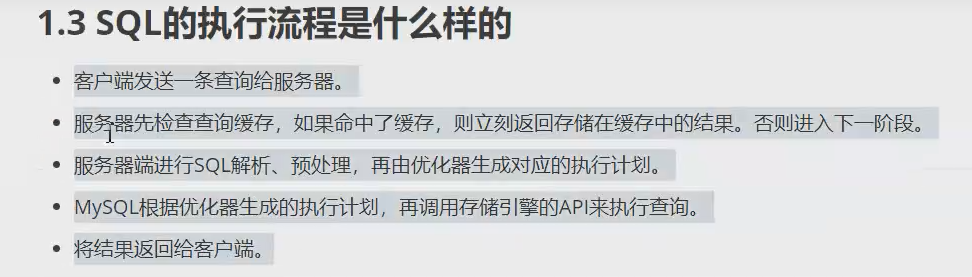 1.3 SQL的执行流程是什么样的
客户端发送一条查询给服务器。
服务器先检查查询缓存，如果命中了缓存，则立刻返回存储在缓存中的结果。否则进入下一阶段。
服务器端进行SQL解析、预处理，再由优化器生成对应的执行计划。
MySQL根据优化器生成的执行计划，再调用存储引擎的API来执行查询。
将结果返回给客户端。